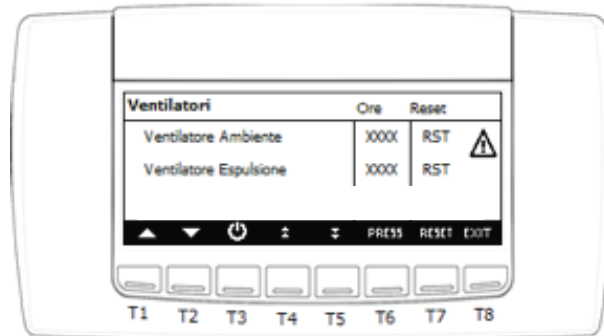 Ventilatori Ore Reset
Ventilatore Ambiente XXXX RST
Ventilatore Espulsione XXXX RST
PRESS RESET EXIT
T1 T2 T3 T4 T5 T6 T7 T8